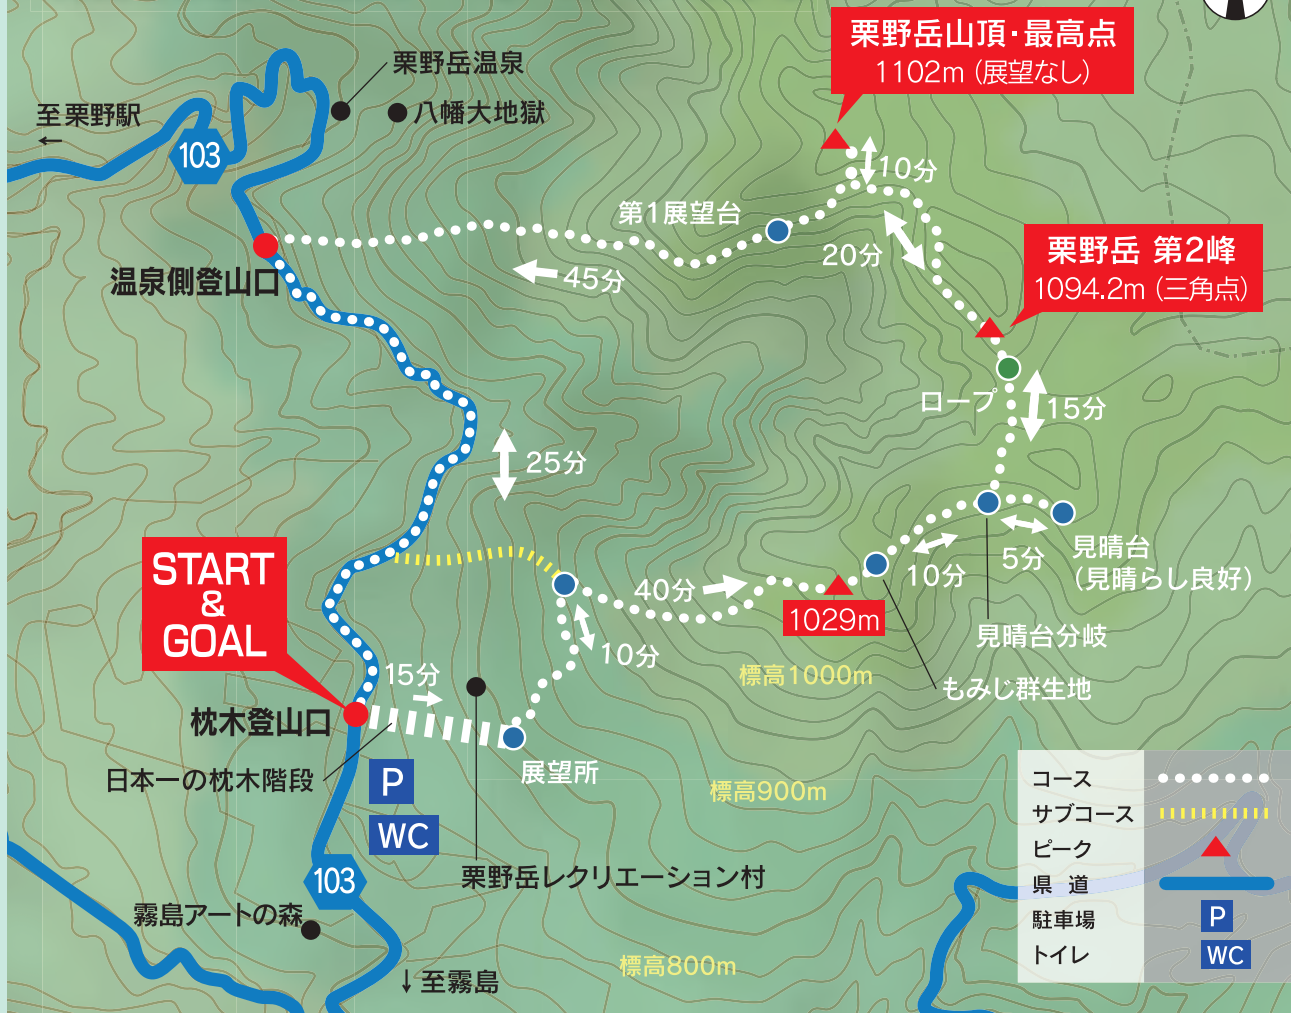 栗野岳山頂・最高点
1102m（展望なし）
栗野岳温泉
八幡大地獄
至 栗野駅
←
103
10分
第1展望台
20分
栗野岳 第2峰
1094.2m（三角点）
45分
温泉側登山口
ロープ
15分
25分
START
&
GOAL
見晴台
（見晴らし良好）
5分
10分
40分
1029m
見晴台分岐
10分
15分
標高1000m
もみじ群生地
枕木登山口
日本一の枕木階段
展望所
P
WC
標高900m
103
栗野岳レクリエーション村
霧島アートの森
↓至霧島
標高800m
コース
サブコース
ピーク
県 道
駐車場
P
トイレ
WC